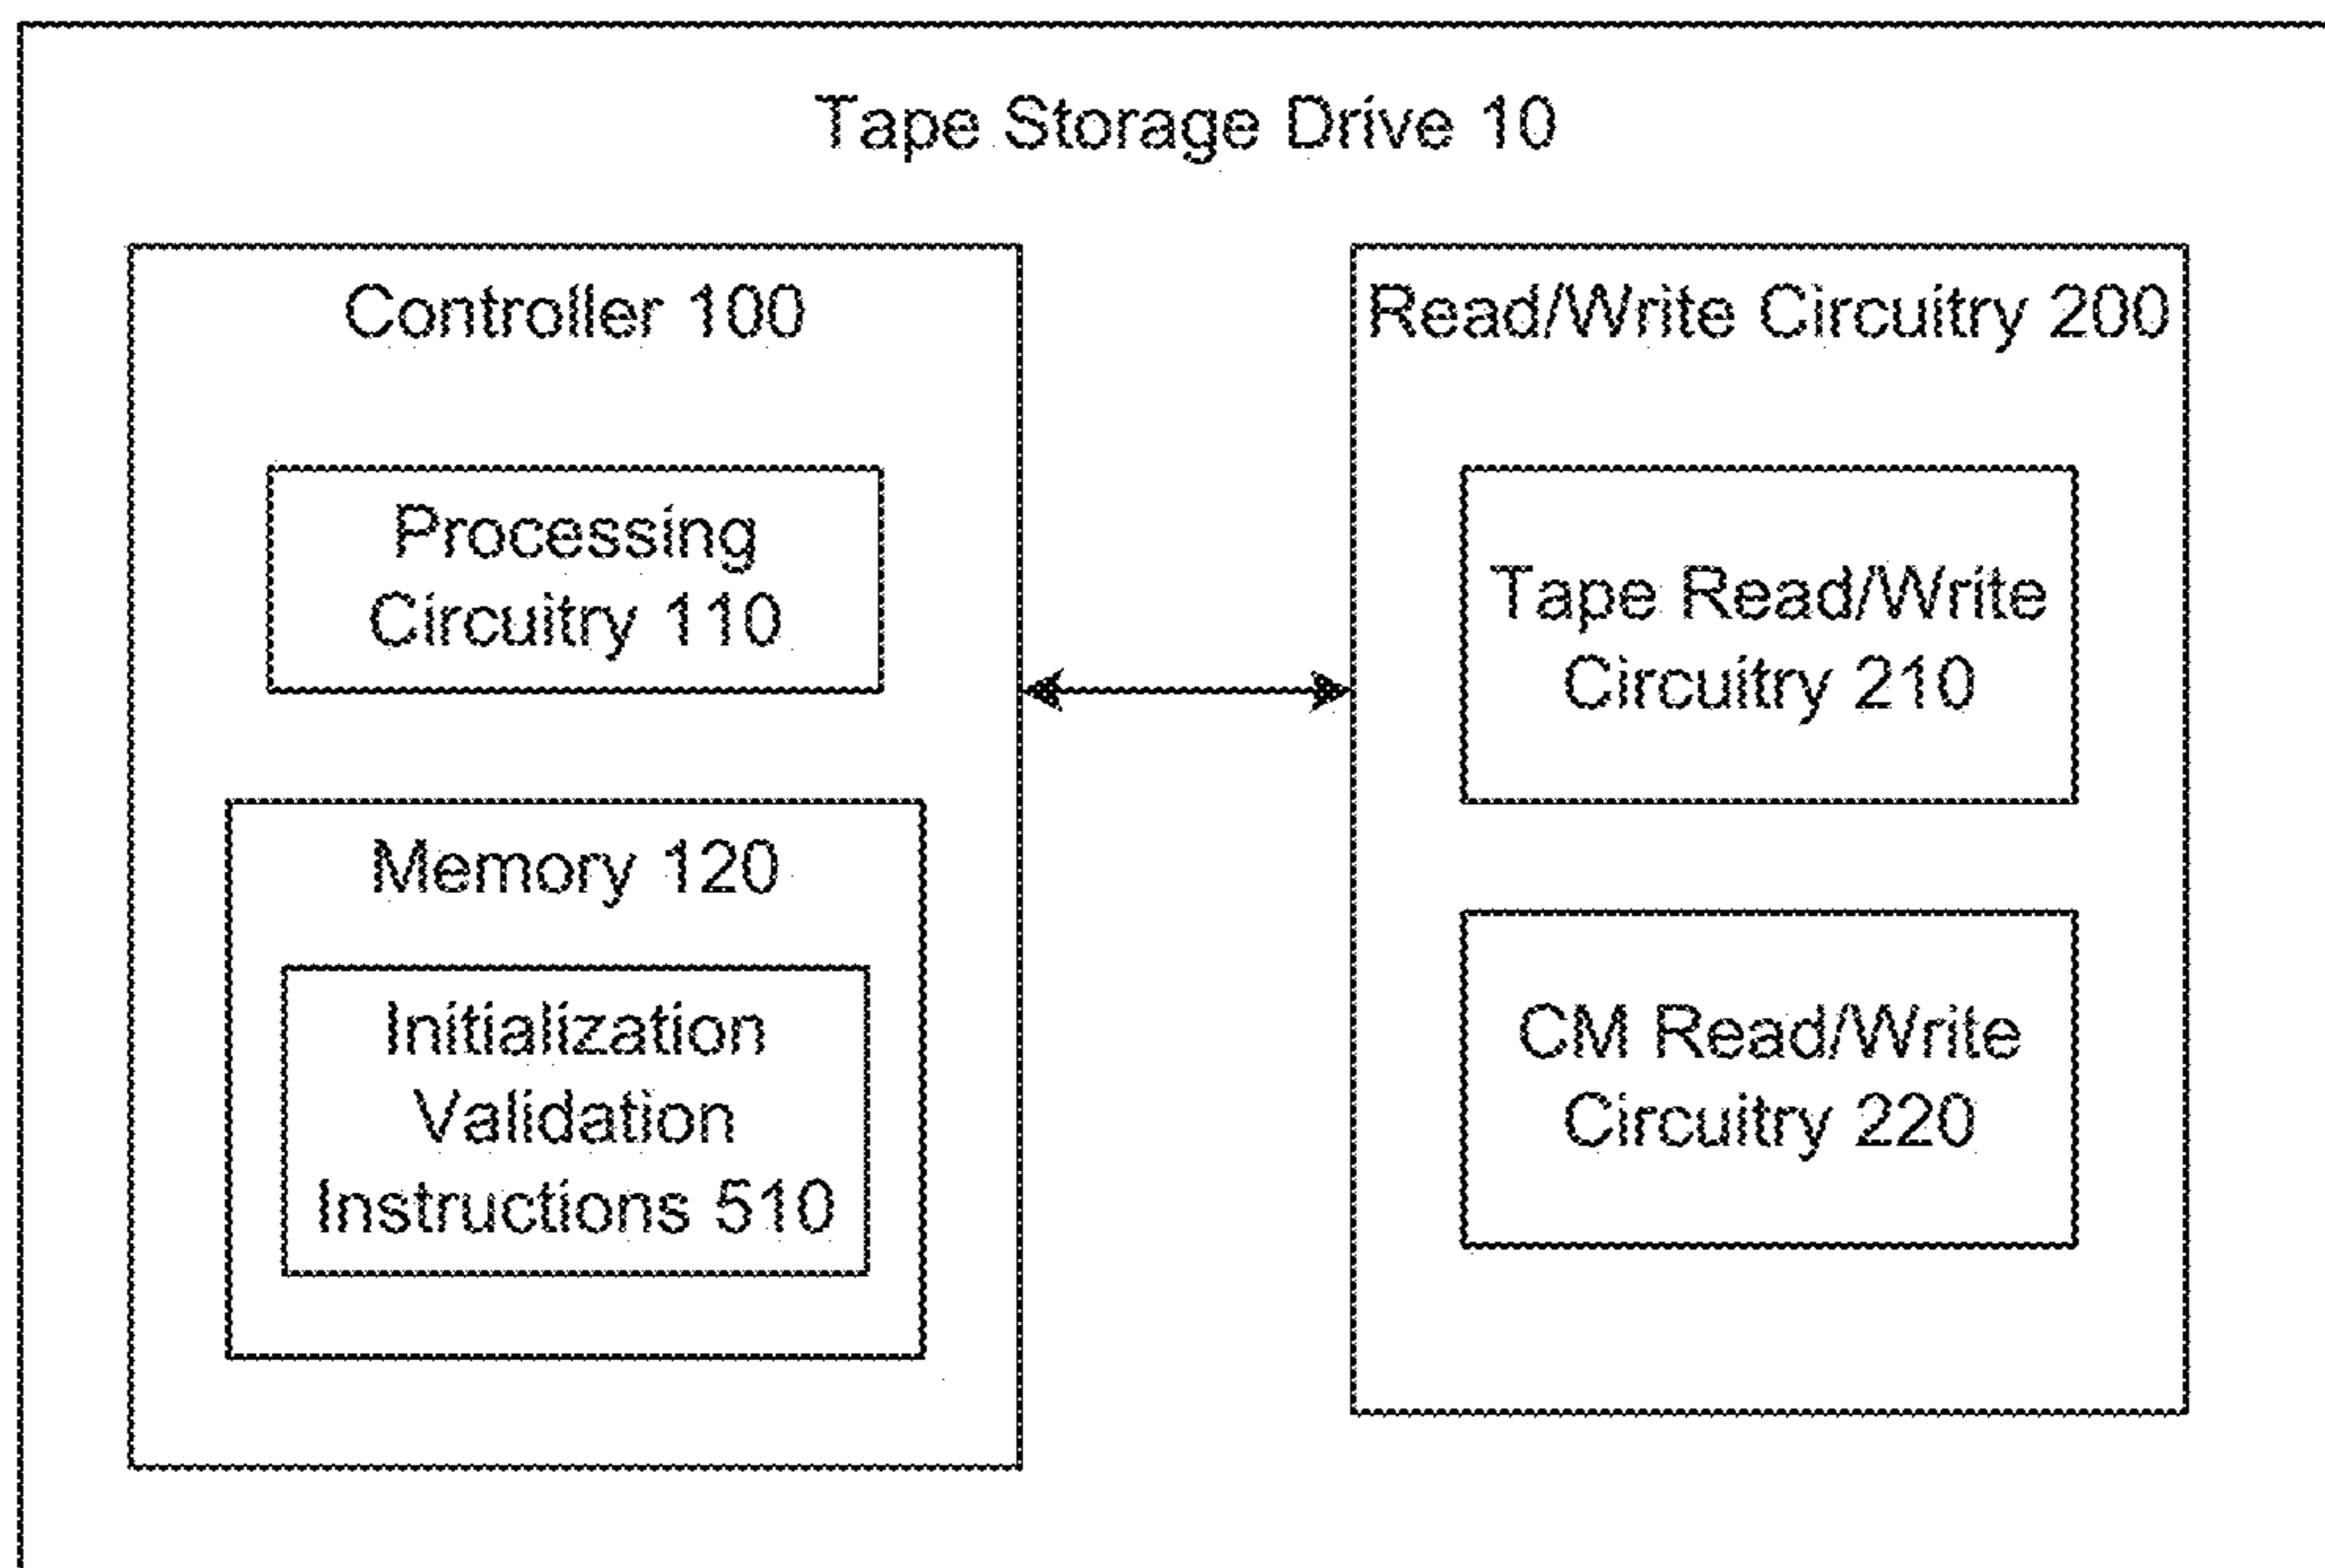 Tape Storage Drive 10
Controller 100
Processing
Circuitry 110
Memory 120
Initialization
Validation
Instructions 510
Read/Write Circuitry 200
Tape Read/Write
Circuitry 210
CM Read/Write
Circuitry 220